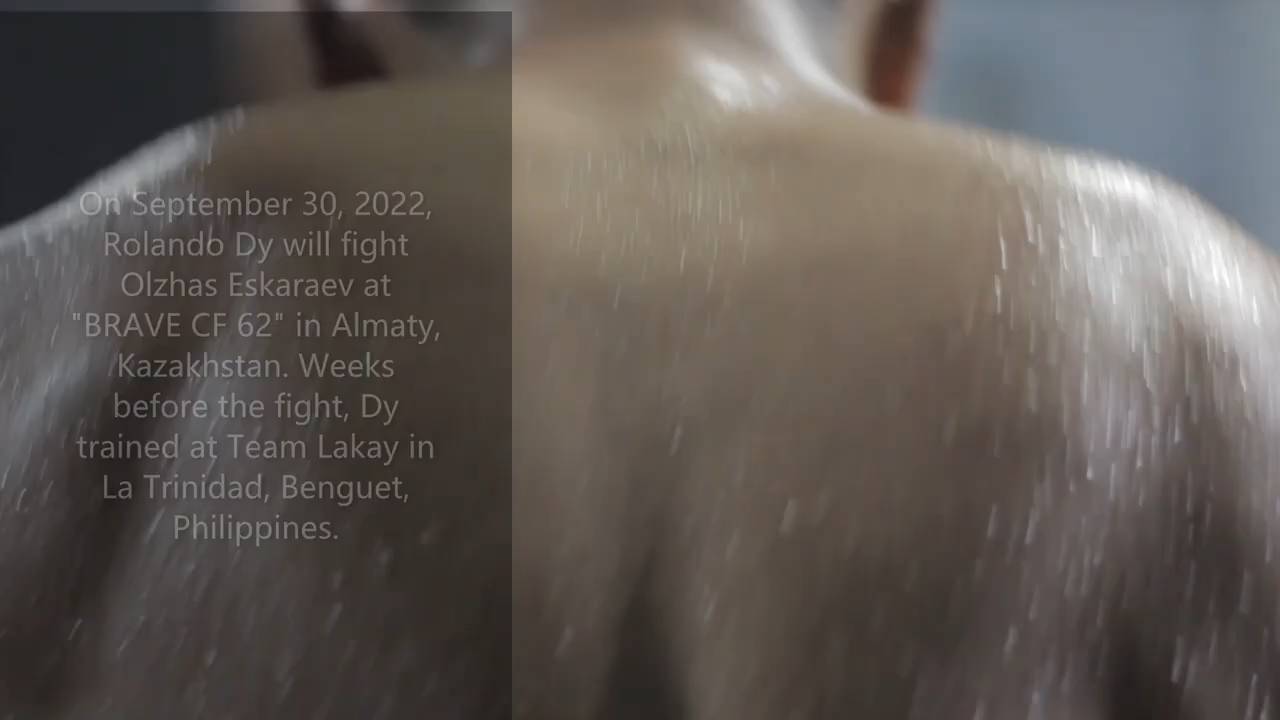 On September 30, 2022,
Rolando Dy will fight
Olzhas Eskaraev at
"BRAVE CF 62" in Almaty,
Kazakhstan. Weeks
before the fight, Dy
trained at Team Lakay in
La Trinidad, Benguet,
Philippines.